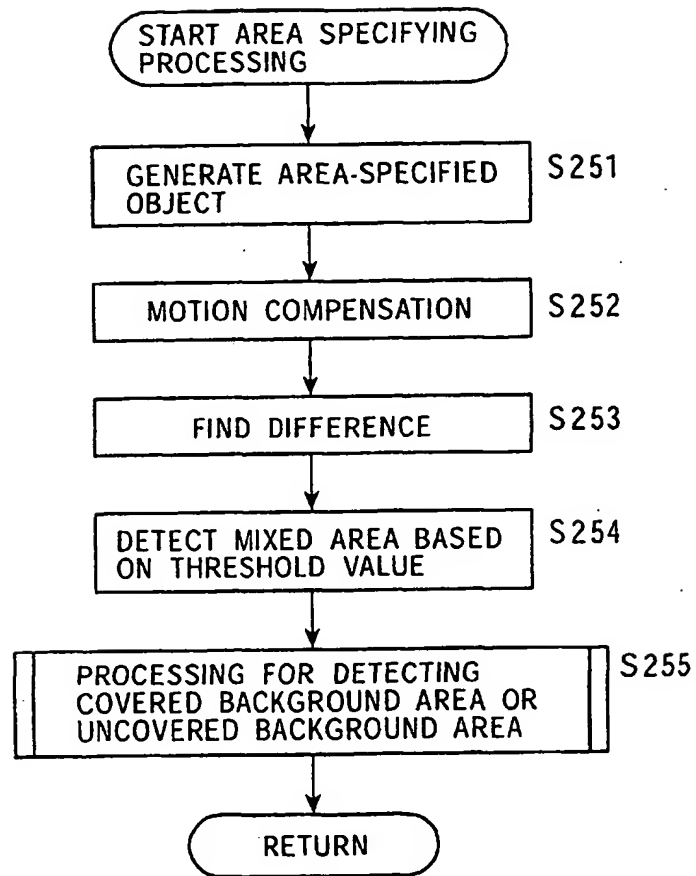 START AREA SPECIFYING
PROCESSING
GENERATE AREA-SPECIFIED
OBJECT
S251
MOTION COMPENSATION
S252
FIND DIFFERENCE
S253
DETECT MIXED AREA BASED
ON THRESHOLD VALUE
S254
PROCESSING FOR DETECTING
COVERED BACKGROUND AREA OR
UNCOVERED BACKGROUND AREA
S255
RETURN